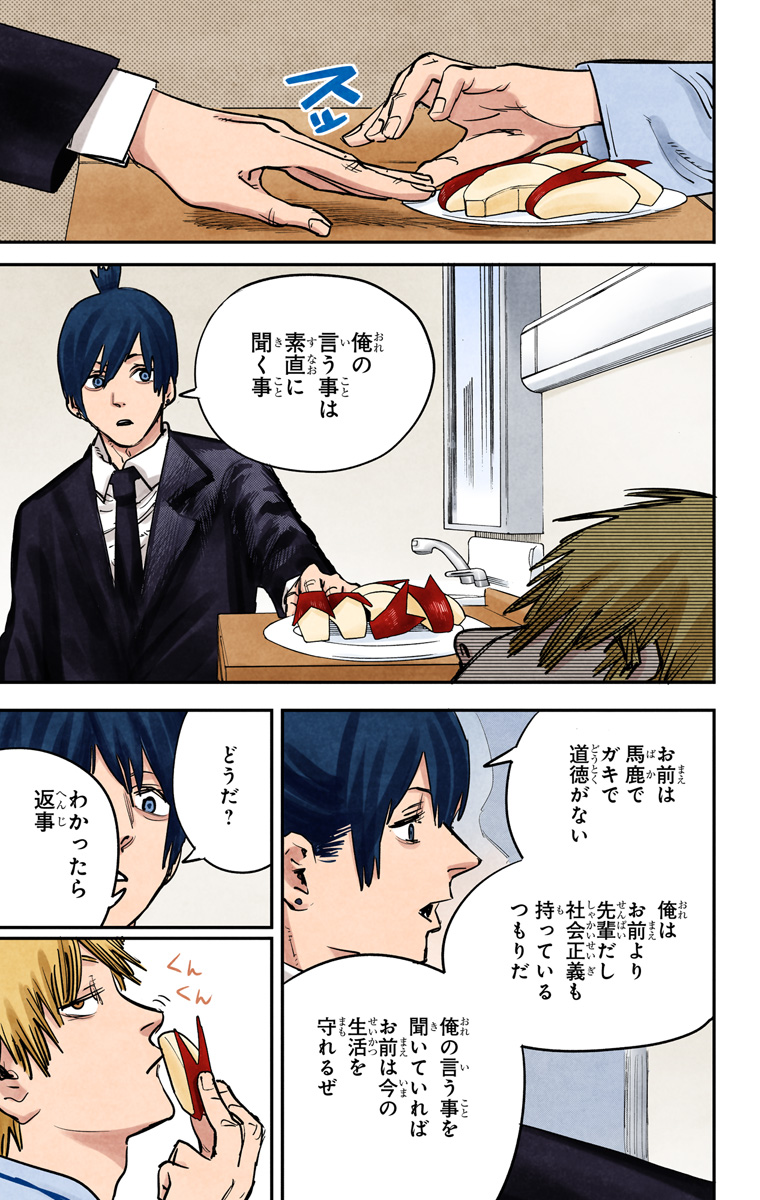 ズッ
俺の
言う事は
素直に
聞く事
お前は
馬鹿で
ガキで
道徳がない
俺は
お前より
先輩だし
社会正義も
持っている
つもりだ
俺の言う事を
聞いていれば
お前は今の
生活を
守れるぜ
どうだ?
わかったら
返事
くん
くん